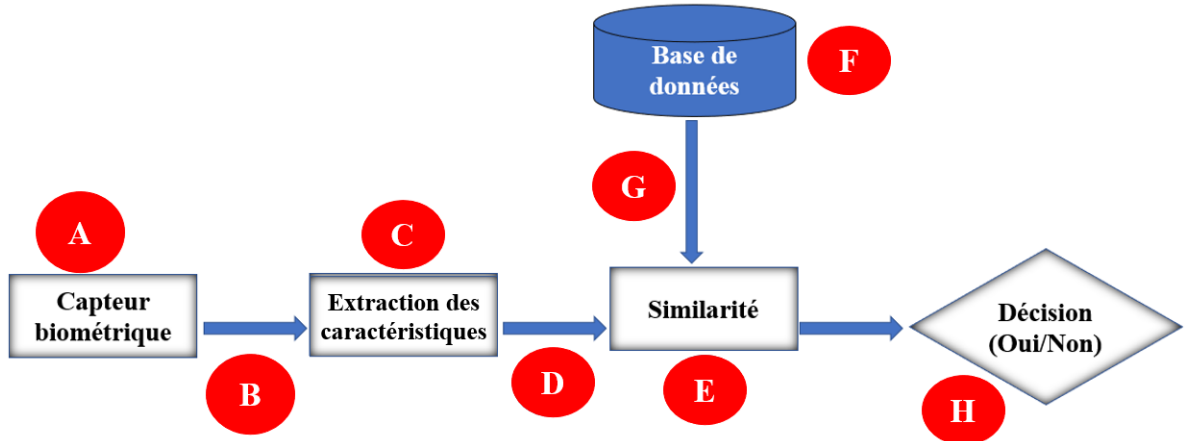 Base de
données
F
G
A
C
Capteur
biométrique
Extraction des
caractéristiques
Similarité
Décision
(Oui/Non)
B
D
E
H